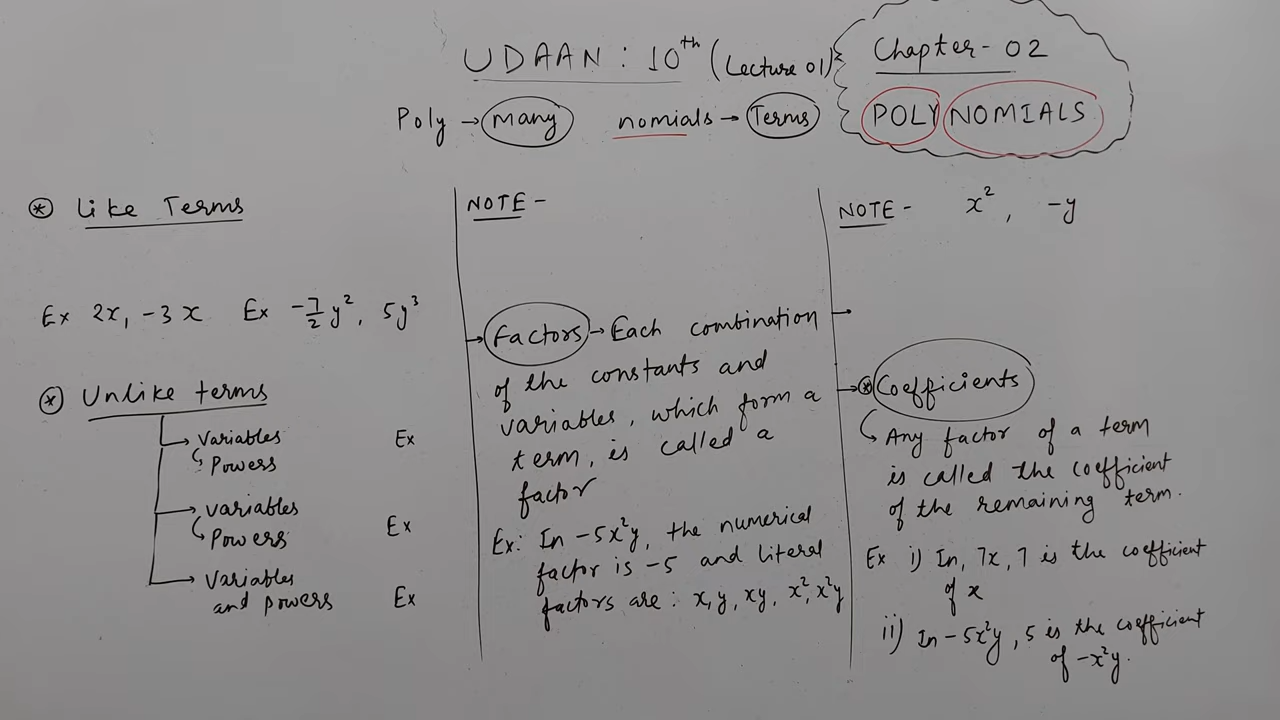 UDAAN : 10th (Lecture 01)
Chapter - 02
POLYNOMIALS
Poly → Many nomials → Terms
⊛ Like Terms
Ex 2x, -3x Ex -7/2 y², 5y³
⊛ Unlike terms
→ Variables Ex
Powers
→ Variables Ex
Powers
→ Variables Ex
and powers
NOTE -
→ Factors → Each combination
of the constants and
variables, which form a
term, is called a
factor
Ex: In -5x²y, the numerical
factor is -5 and literal
factors are : x, y, xy, x², x²y
NOTE - x², -y
→
→ ⊛ Coefficients
Any factor of a term
is called the coefficient
of the remaining term.
Ex i) In, 7x, 7 is the coefficient
of x
ii) In -5x²y, 5 is the coefficient
of -x²y.